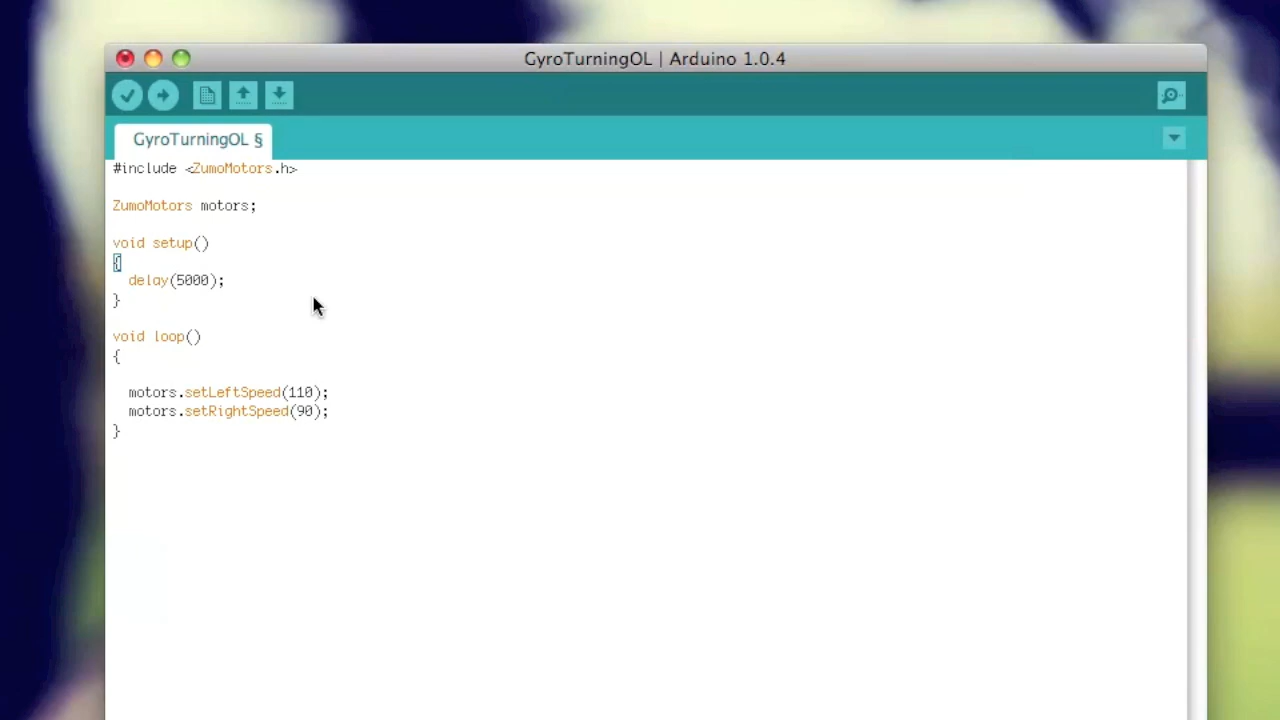 GyroTurningOL | Arduino 1.0.4
GyroTurningOL §
#include <ZumoMotors.h>
ZumoMotors motors;
void setup()
{
delay(5000);
}
void loop()
{
motors.setLeftSpeed(110);
motors.setRightSpeed(90);
}